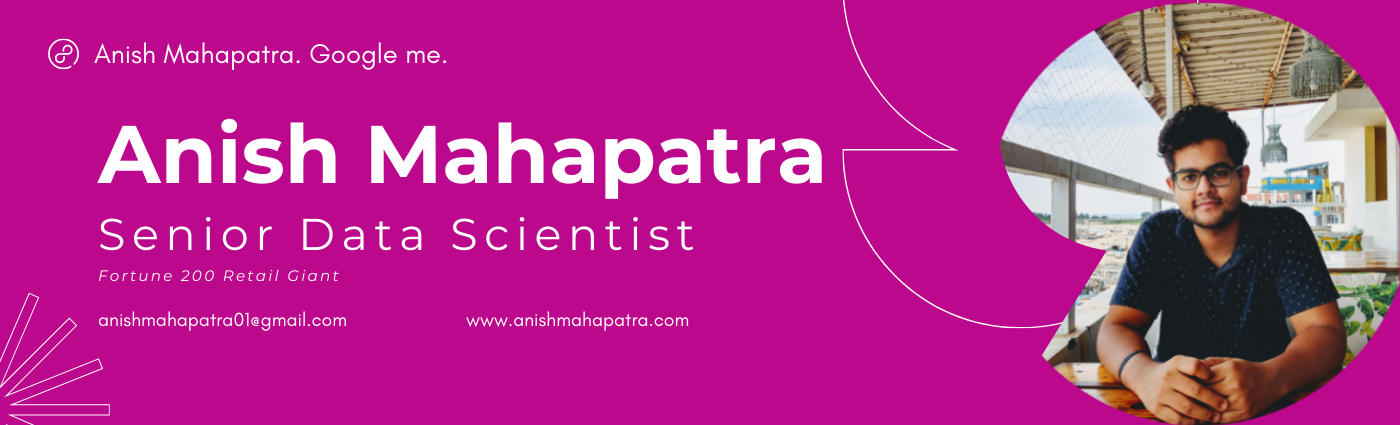 Anish Mahapatra. Google me.
Anish Mahapatra
Senior Data Scientist
Fortune 200 Retail Giant
anishmahapatra01@gmail.com
www.anishmahapatra.com